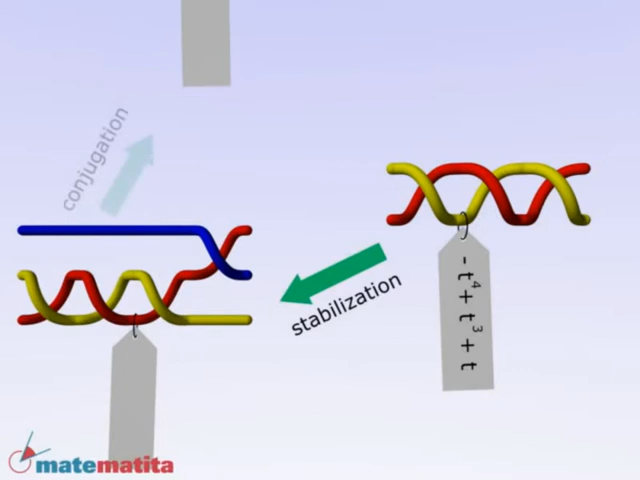 conjugation
stabilization
- t⁴ + t³ + t
matematita